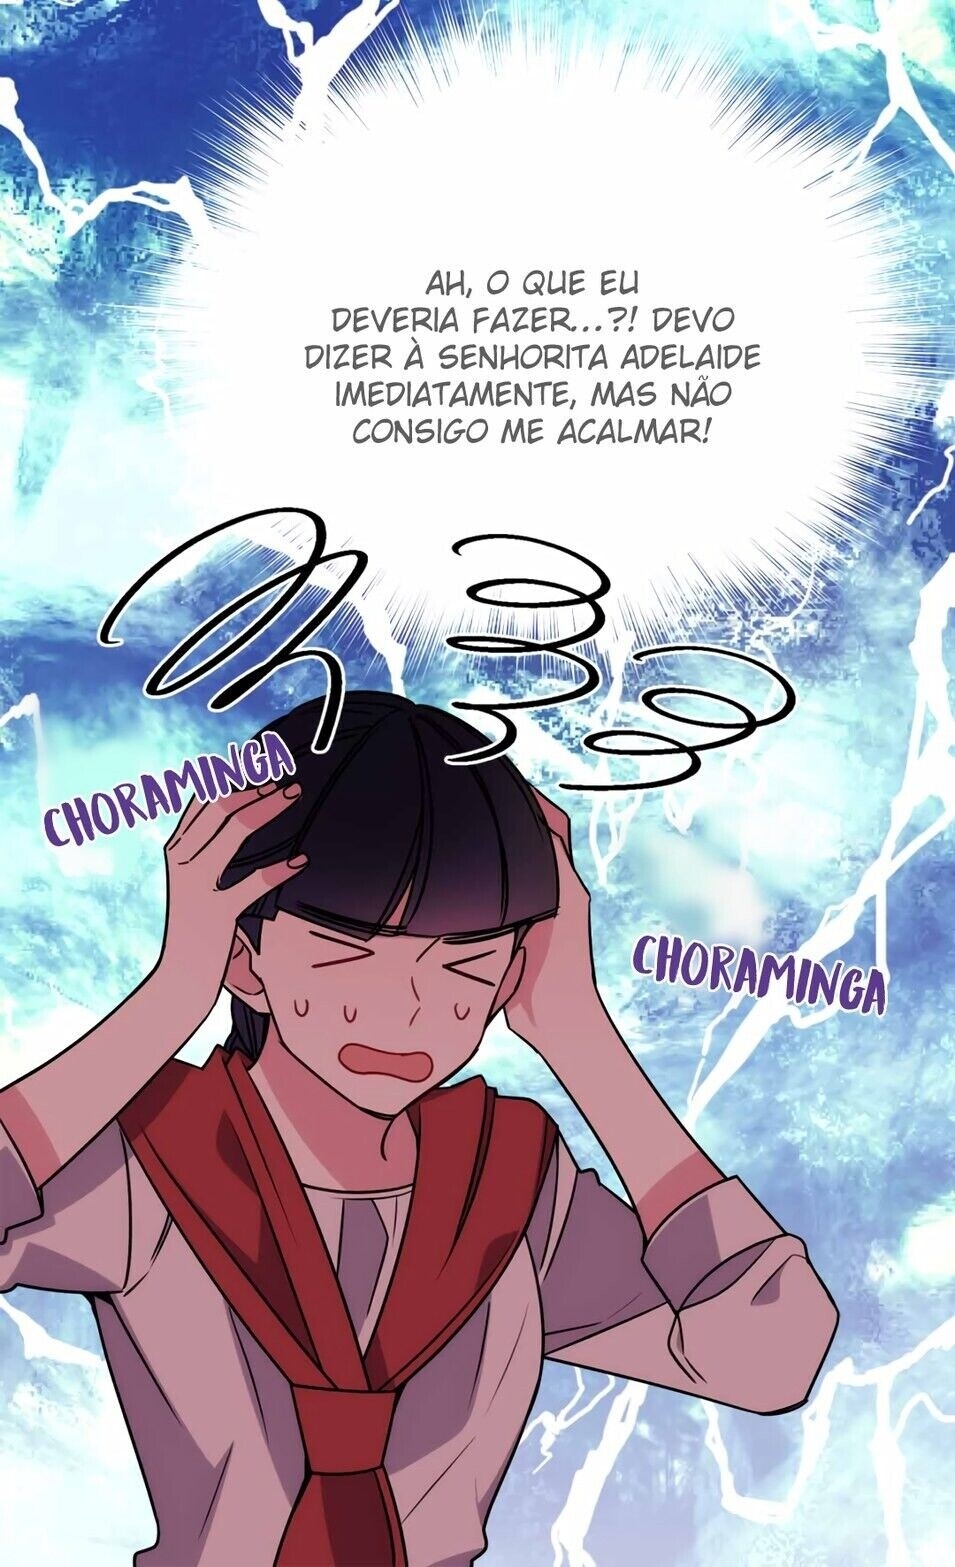 AH, O QUE EU
DEVERIA FAZER...?! DEVO
DIZER À SENHORITA ADELAIDE
IMEDIATAMENTE, MAS NÃO
CONSIGO ME ACALMAR!
CHORAMINGA
CHORAMINGA